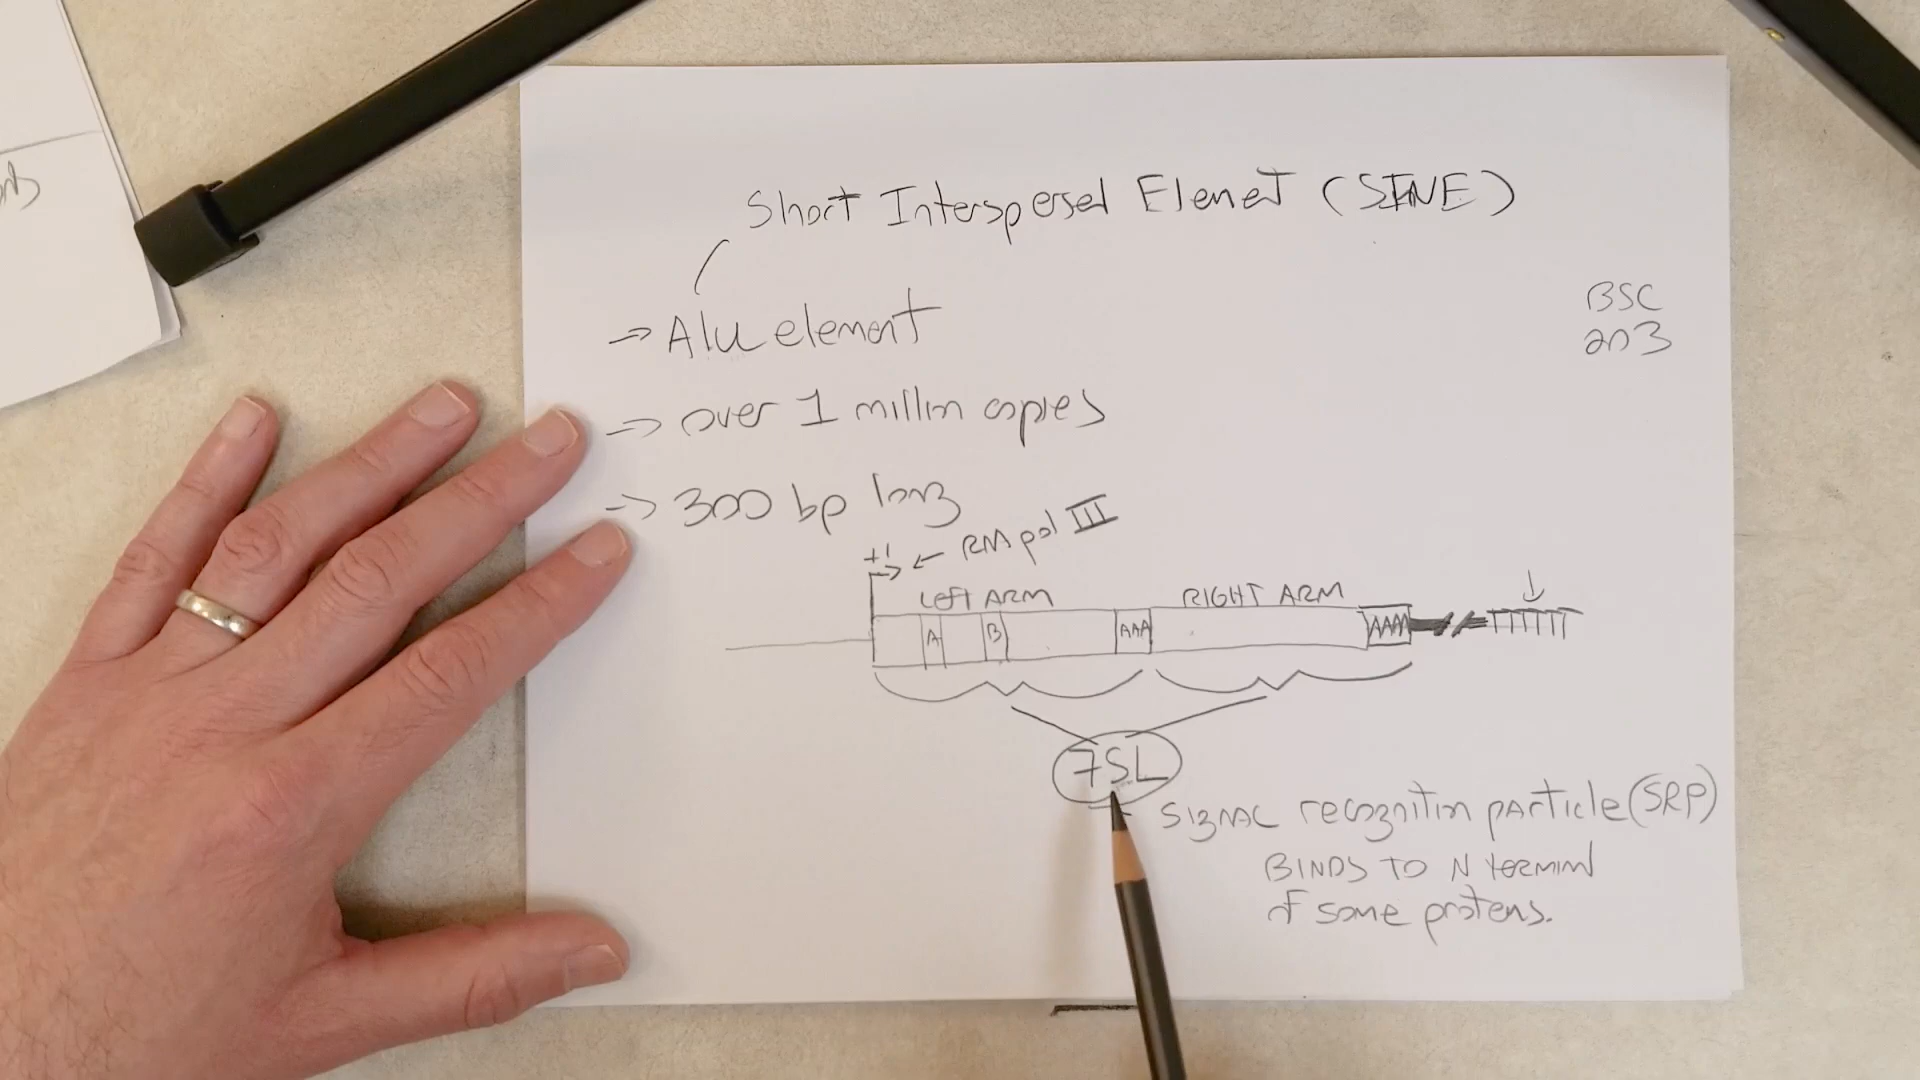 Short Interspersed Elemet (SINE)
BSC
203
→ Alu element
→ over 1 million copies
→ 300 bp long
+1 ← RNA pol III
Left ARM RIGHT ARM
A B AAA AAAA
TTTTTT
7SL
SIGNAL recognition particle (SRP)
BINDS TO N terminal
of some proteins.